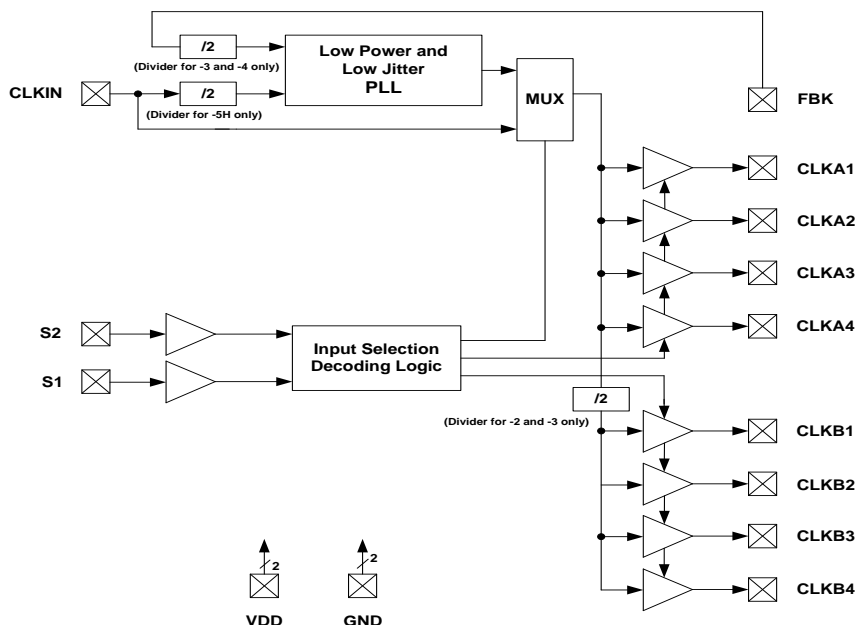 /2
(Divider for -3 and -4 only)
Low Power and
Low Jitter
PLL
CLKIN
/2
(Divider for -5H only)
MUX
FBK
CLKA1
CLKA2
CLKA3
CLKA4
S2
S1
Input Selection
Decoding Logic
/2
(Divider for -2 and -3 only)
CLKB1
CLKB2
CLKB3
CLKB4
2
2
VDD
GND